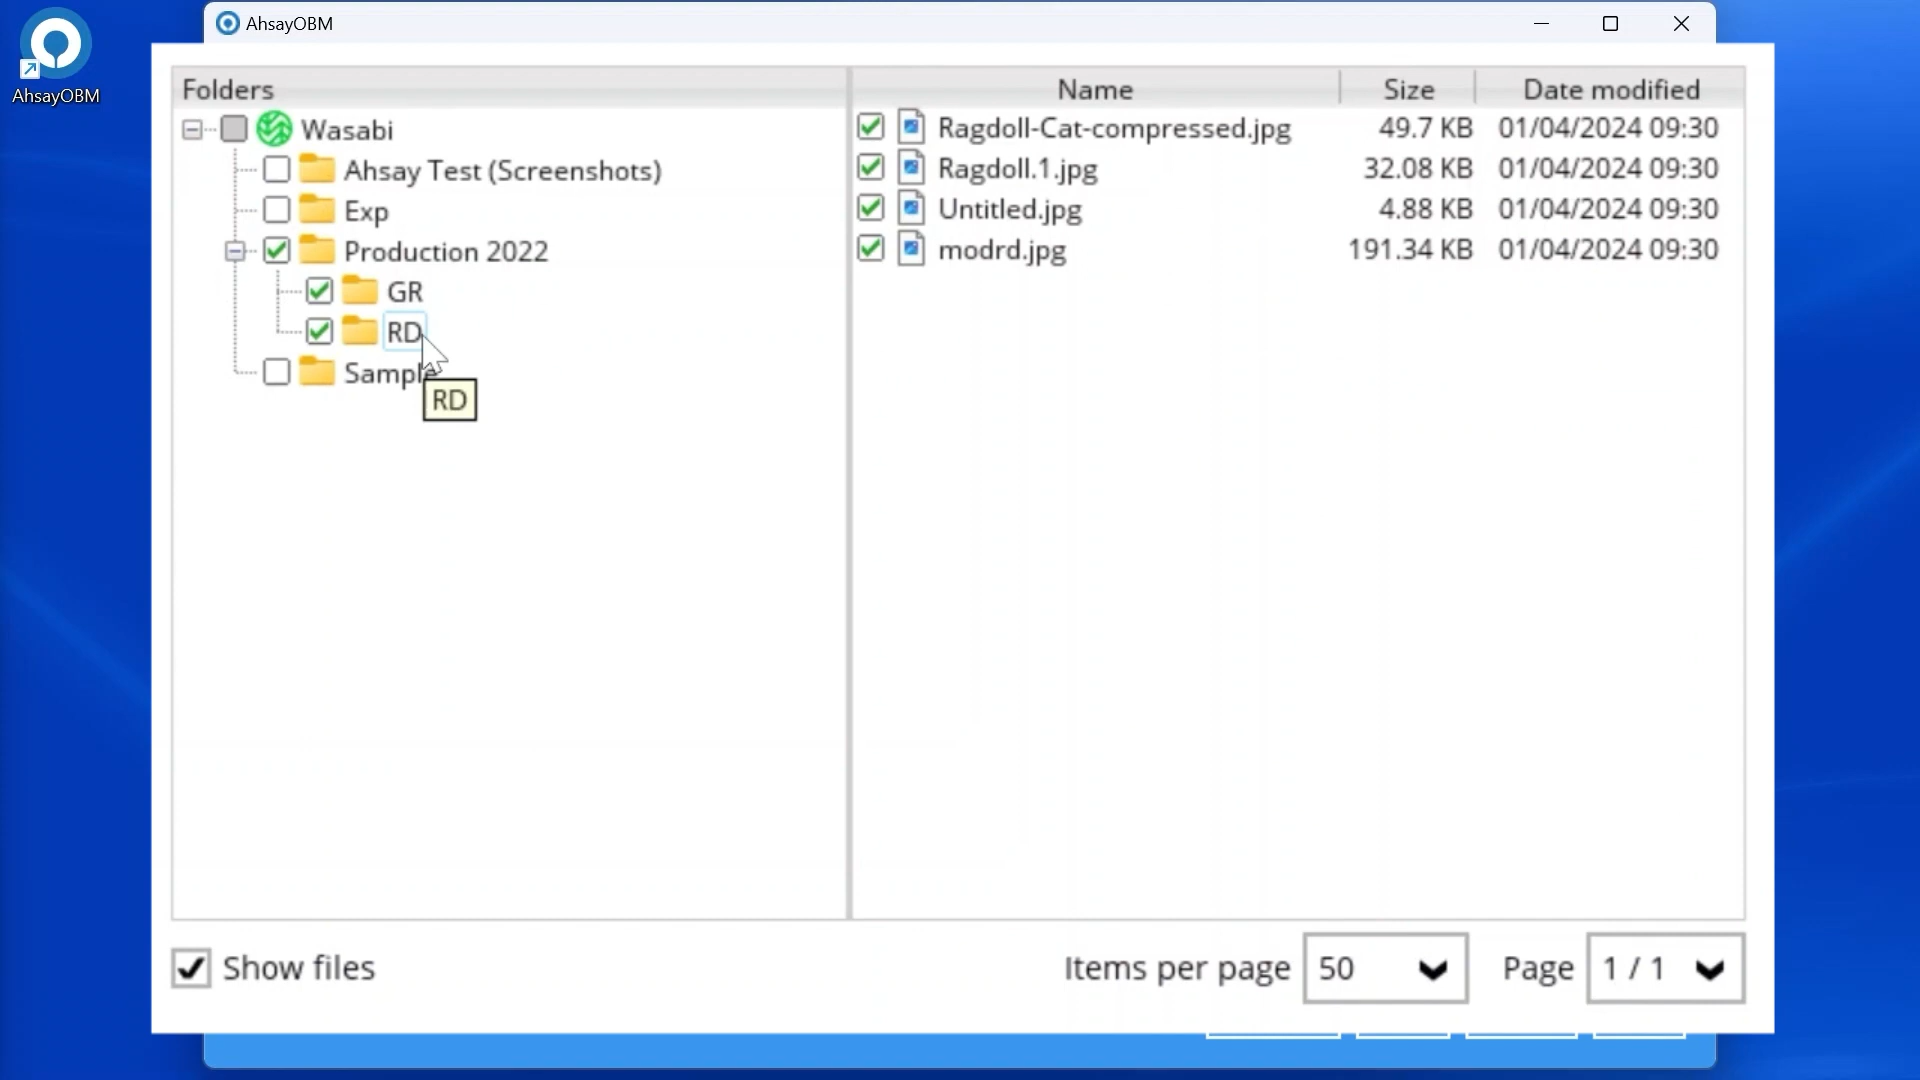 AhsayOBM
AhsayOBM
Folders
Name Size Date modified
Wasabi
Ahsay Test (Screenshots)
Exp
Production 2022
GR
RD
Sample
RD
Ragdoll-Cat-compressed.jpg 49.7 KB 01/04/2024 09:30
Ragdoll.1.jpg 32.08 KB 01/04/2024 09:30
Untitled.jpg 4.88 KB 01/04/2024 09:30
modrd.jpg 191.34 KB 01/04/2024 09:30
Show files
Items per page 50 Page 1 / 1